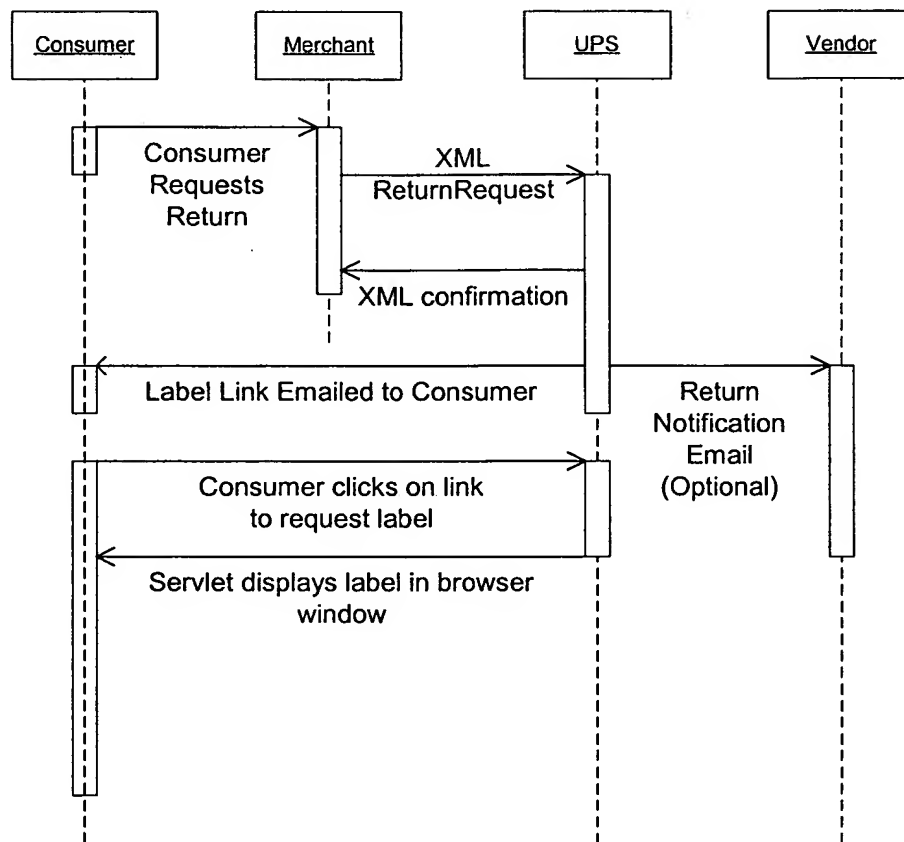 Consumer
Merchant
UPS
Vendor
Consumer
Requests
Return
XML
ReturnRequest
XML confirmation
Label Link Emailed to Consumer
Return
Notification
Email
(Optional)
Consumer clicks on link
to request label
Servlet displays label in browser
window